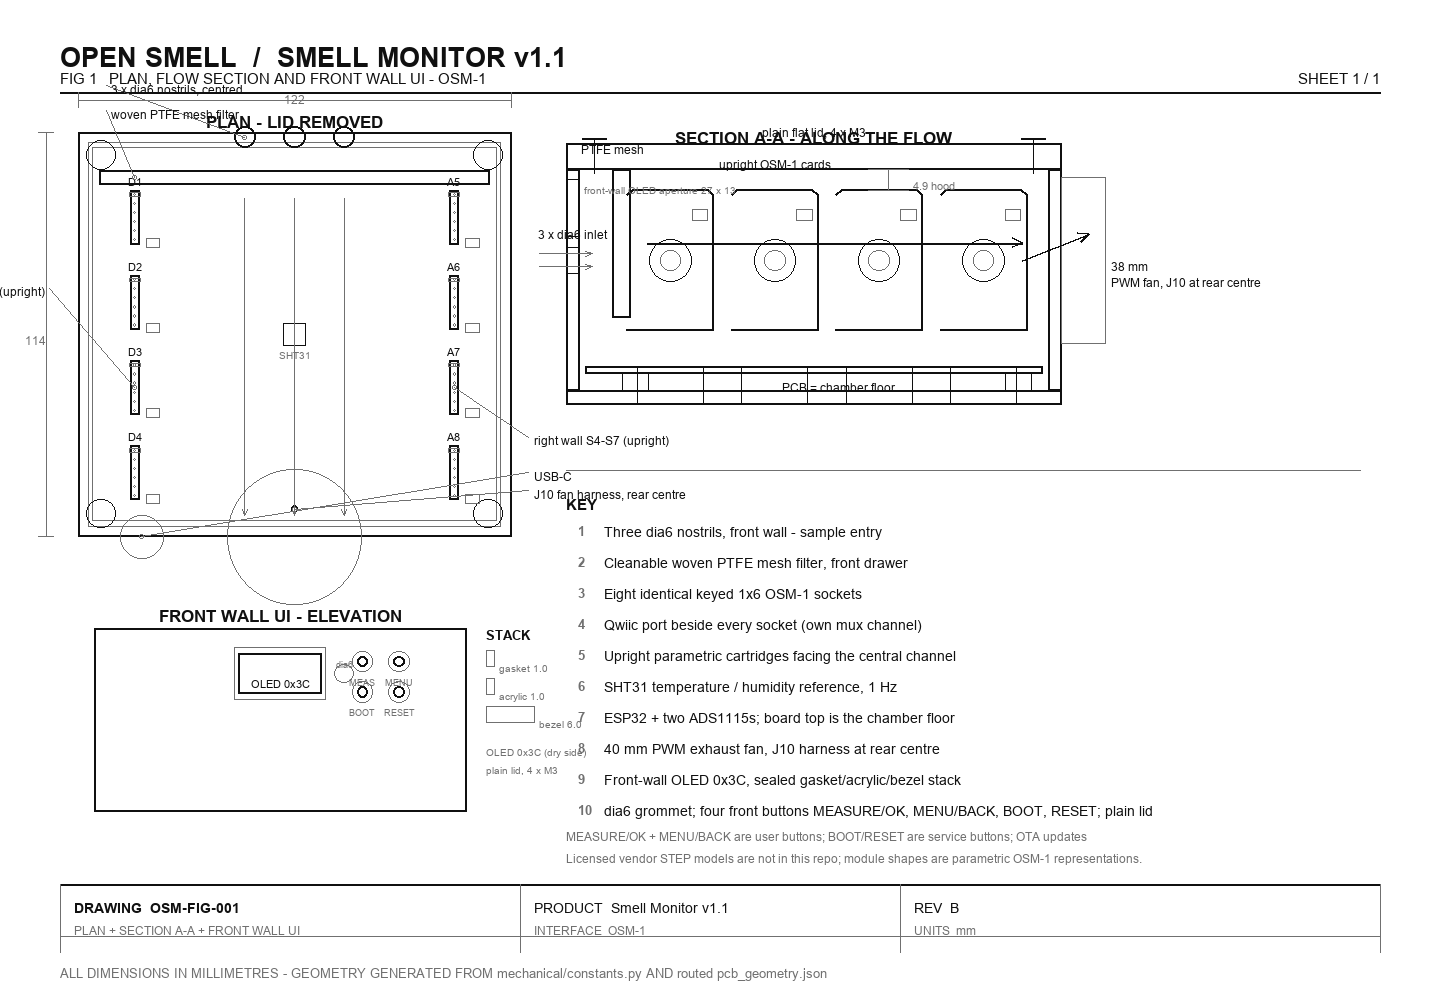 OPEN SMELL / SMELL MONITOR v1.1
FIG 1 PLAN, FLOW SECTION AND FRONT WALL UI - OSM-1
SHEET 1 / 1
3 x dia6 nostrils, centred
122
woven PTFE mesh filter
PLAN - LID REMOVED
D1
A5
D2
A6
(upright)
114
SHT31
D3
A7
D4
A8
right wall S4-S7 (upright)
USB-C
J10 fan harness, rear centre
plain flat lid, 4 x M3
SECTION A-A - ALONG THE FLOW
PTFE mesh
upright OSM-1 cards
front-wall OLED aperture 27 x 13
4.9 hood
3 x dia6 inlet
38 mm
PWM fan, J10 at rear centre
PCB = chamber floor
FRONT WALL UI - ELEVATION
OLED 0x3C
dia6
MEAS
MENU
BOOT
RESET
STACK
gasket 1.0
acrylic 1.0
bezel 6.0
OLED 0x3C (dry side)
plain lid, 4 x M3
KEY
1 Three dia6 nostrils, front wall - sample entry
2 Cleanable woven PTFE mesh filter, front drawer
3 Eight identical keyed 1x6 OSM-1 sockets
4 Qwiic port beside every socket (own mux channel)
5 Upright parametric cartridges facing the central channel
6 SHT31 temperature / humidity reference, 1 Hz
7 ESP32 + two ADS1115s; board top is the chamber floor
8 40 mm PWM exhaust fan, J10 harness at rear centre
9 Front-wall OLED 0x3C, sealed gasket/acrylic/bezel stack
10 dia6 grommet; four front buttons MEASURE/OK, MENU/BACK, BOOT, RESET; plain lid
MEASURE/OK + MENU/BACK are user buttons; BOOT/RESET are service buttons; OTA updates
Licensed vendor STEP models are not in this repo; module shapes are parametric OSM-1 representations.
DRAWING OSM-FIG-001
PLAN + SECTION A-A + FRONT WALL UI
PRODUCT Smell Monitor v1.1
INTERFACE OSM-1
REV B
UNITS mm
ALL DIMENSIONS IN MILLIMETRES - GEOMETRY GENERATED FROM mechanical/constants.py AND routed pcb_geometry.json